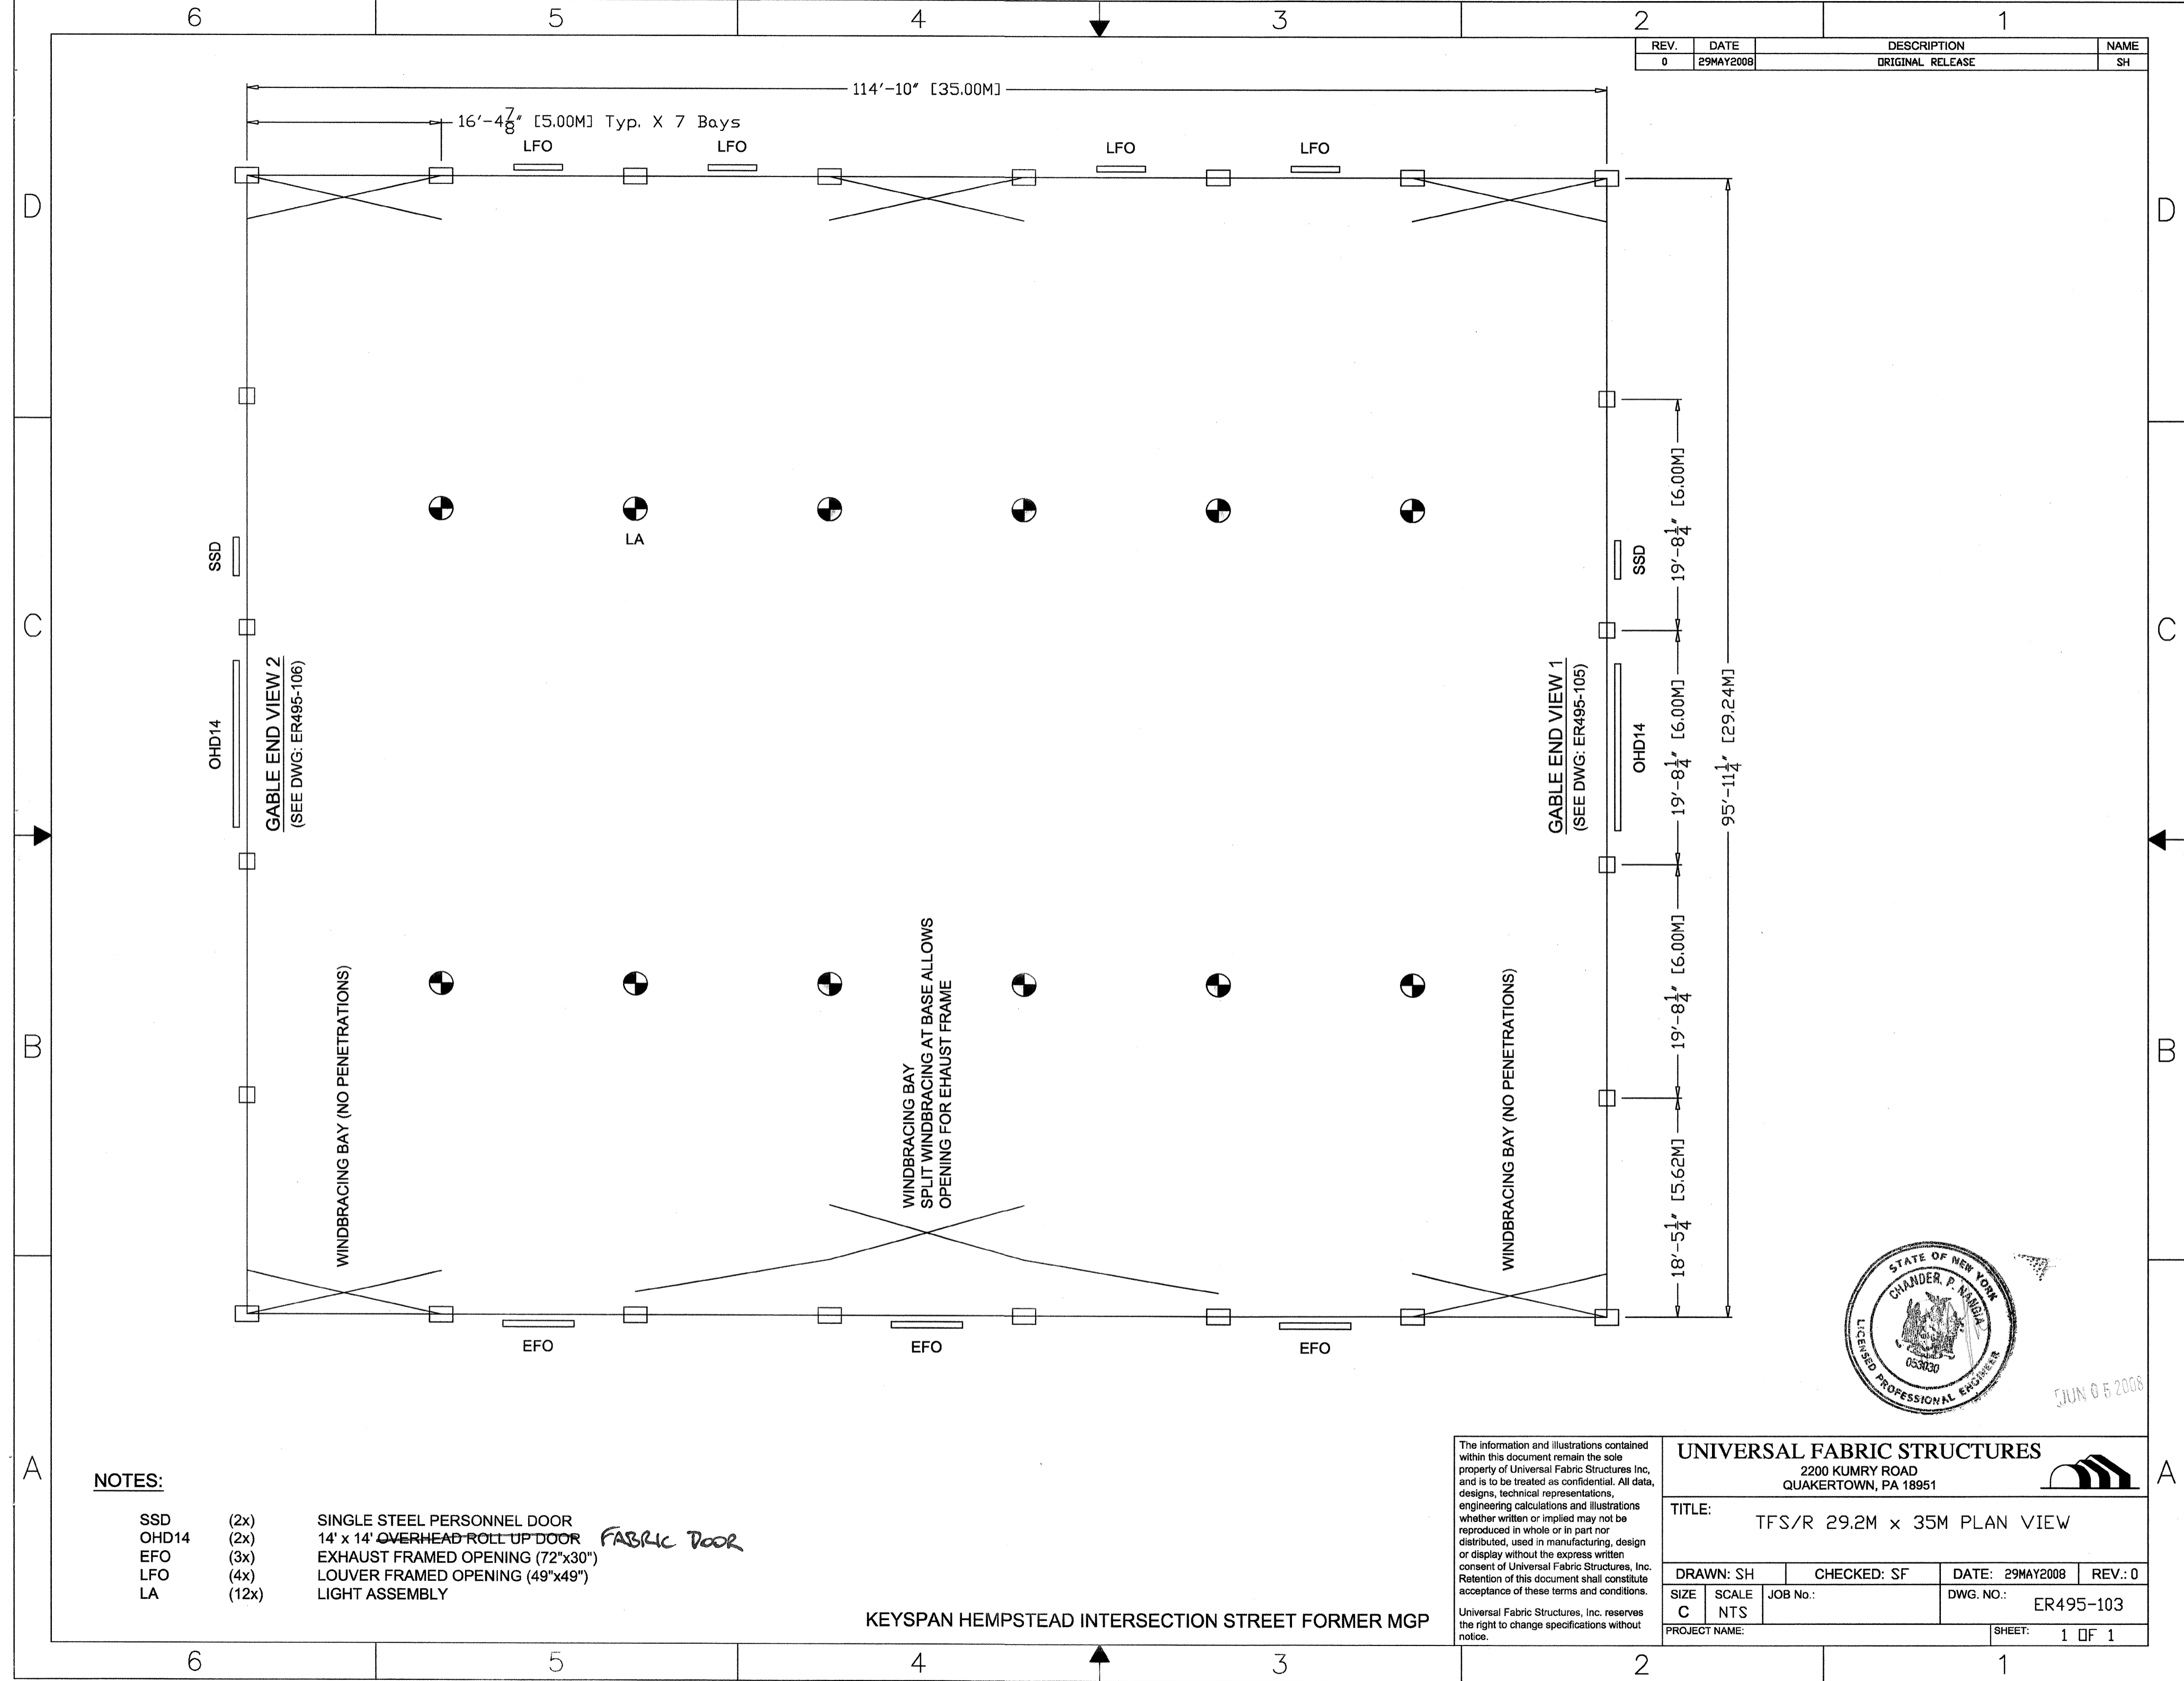 6 5 4 3 2 1
REV. DATE DESCRIPTION NAME
0 29MAY2008 ORIGINAL RELEASE SH
114'-10" [35.00M]
16'-4 7/8" [5.00M] Typ. X 7 Bays
LFO LFO LFO LFO
D D
19'-8 1/4" [6.00M]
LA
SSD SSD
C C
GABLE END VIEW 2
(SEE DWG: ER495-106)
OHD14
GABLE END VIEW 1
(SEE DWG: ER495-105)
OHD14
19'-8 1/4" [6.00M]
95'-11 1/4" [29.24M]
19'-8 1/4" [6.00M]
B B
WINDBRACING BAY (NO PENETRATIONS)
WINDBRACING BAY
SPLIT WINDBRACING AT BASE ALLOWS
OPENING FOR EHAUST FRAME
WINDBRACING BAY (NO PENETRATIONS)
18'-5 1/4" [5.62M]
EFO EFO EFO
STATE OF NEW YORK
CHANDER. P. NANGIA
053030
LICENSED PROFESSIONAL ENGINEER
JUN 0 5 2008
A A
NOTES:
SSD (2x) SINGLE STEEL PERSONNEL DOOR
OHD14 (2x) 14' x 14' OVERHEAD ROLL UP DOOR FABRIC DOOR
EFO (3x) EXHAUST FRAMED OPENING (72"x30")
LFO (4x) LOUVER FRAMED OPENING (49"x49")
LA (12x) LIGHT ASSEMBLY
KEYSPAN HEMPSTEAD INTERSECTION STREET FORMER MGP
The information and illustrations contained
within this document remain the sole
property of Universal Fabric Structures Inc,
and is to be treated as confidential. All data,
designs, technical representations,
engineering calculations and illustrations
whether written or implied may not be
reproduced in whole or in part nor
distributed, used in manufacturing, design
or display without the express written
consent of Universal Fabric Structures, Inc.
Retention of this document shall constitute
acceptance of these terms and conditions.
Universal Fabric Structures, Inc. reserves
the right to change specifications without
notice.
UNIVERSAL FABRIC STRUCTURES
2200 KUMRY ROAD
QUAKERTOWN, PA 18951
TITLE:
TFS/R 29.2M x 35M PLAN VIEW
DRAWN: SH CHECKED: SF DATE: 29MAY2008 REV.: 0
SIZE SCALE JOB No.: DWG. NO.:
C NTS ER495-103
PROJECT NAME: SHEET: 1 OF 1
6 5 4 3 2 1